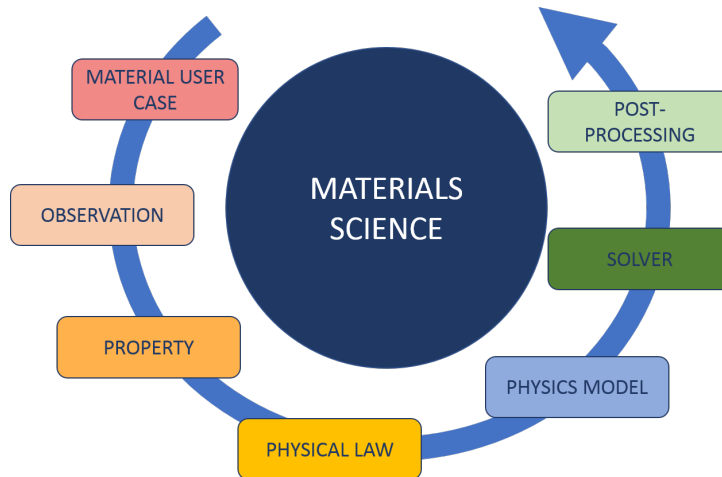 MATERIAL USER
CASE
OBSERVATION
PROPERTY
PHYSICAL LAW
PHYSICS MODEL
SOLVER
POST-
PROCESSING
MATERIALS
SCIENCE